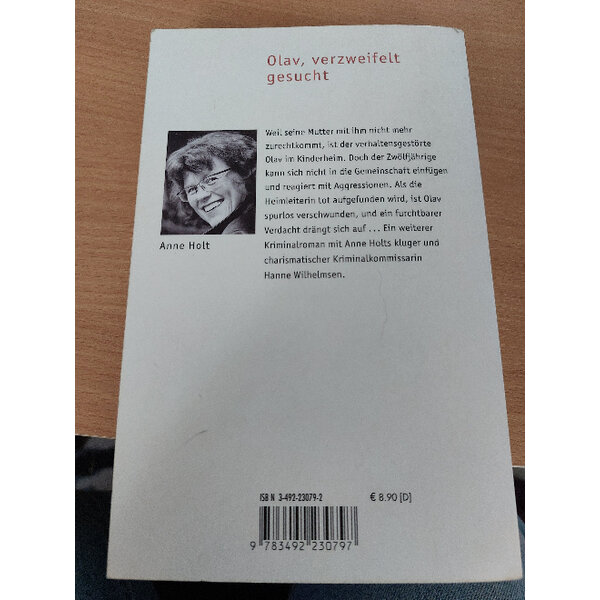 Olav, verzweifelt
gesucht
Weil seine Mutter mit ihm nicht mehr
zurechtkommt, ist der verhaltensgestörte
Olav im Kinderheim. Doch der Zwölfjährige
kann sich nicht in die Gemeinschaft einfügen
und reagiert mit Aggressionen. Als die
Heimleiterin tot aufgefunden wird, ist Olav
spurlos verschwunden, und ein furchtbarer
Verdacht drängt sich auf ... Ein weiterer
Kriminalroman mit Anne Holts kluger und
charismatischer Kriminalkommissarin
Hanne Wilhelmsen.
Anne Holt
ISBN 3-492-23079-2
€ 8.90 [D]
9 783492 230797